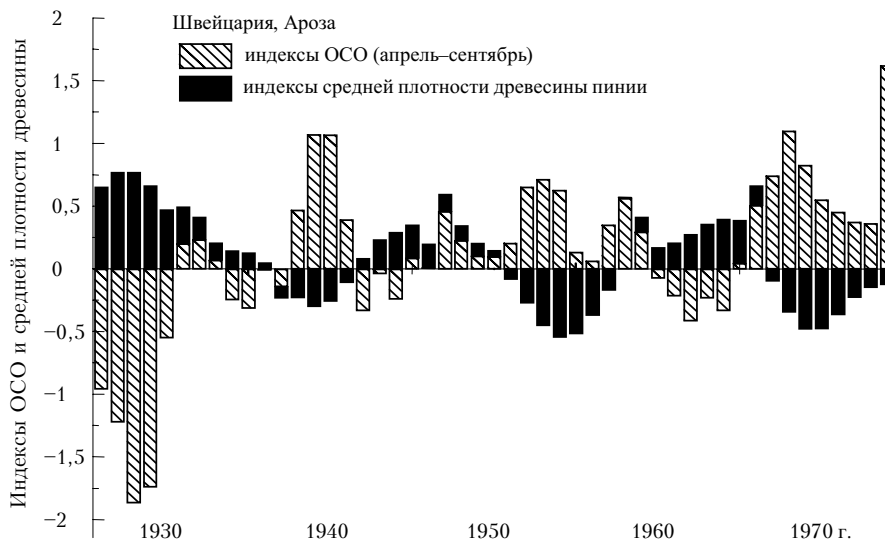 Швейцария, Ароза
индексы ОСО (апрель–сентябрь)
индексы средней плотности древесины пинии
Индексы ОСО и средней плотности древесины
2
1,5
1
0,5
0
−0,5
−1
−1,5
−2
1930 1940 1950 1960 1970 г.